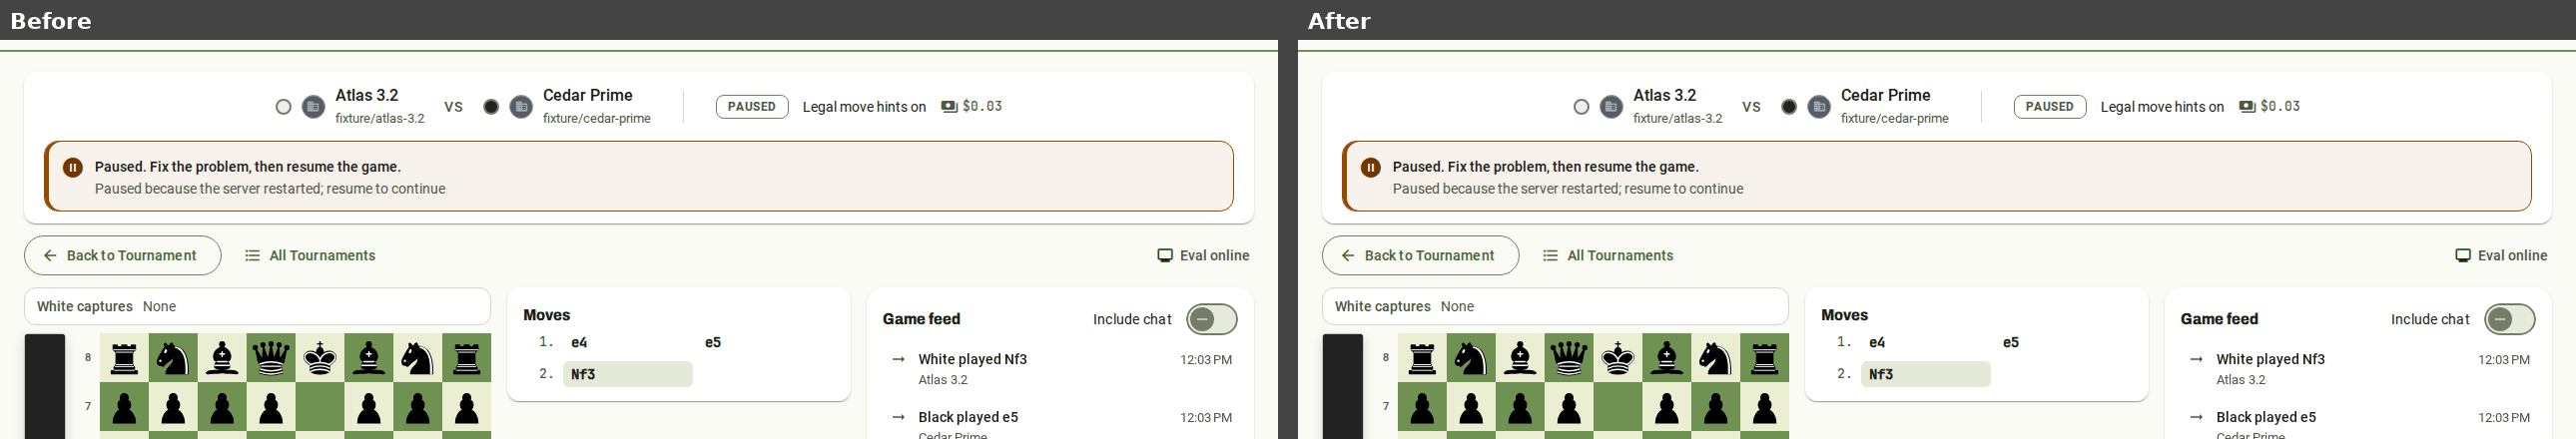 Before
Atlas 3.2
fixture/atlas-3.2
VS
Cedar Prime
fixture/cedar-prime
PAUSED
Legal move hints on
$0.03
Paused. Fix the problem, then resume the game.
Paused because the server restarted; resume to continue
Back to Tournament
All Tournaments
Eval online
White captures None
8
7
Moves
1. e4 e5
2. Nf3
Game feed
Include chat
White played Nf3 12:03 PM
Atlas 3.2
Black played e5 12:03 PM
Cedar Prime
After
Atlas 3.2
fixture/atlas-3.2
VS
Cedar Prime
fixture/cedar-prime
PAUSED
Legal move hints on
$0.03
Paused. Fix the problem, then resume the game.
Paused because the server restarted; resume to continue
Back to Tournament
All Tournaments
Eval online
White captures None
8
7
Moves
1. e4 e5
2. Nf3
Game feed
Include chat
White played Nf3 12:03 PM
Atlas 3.2
Black played e5 12:03 PM
Cedar Prime